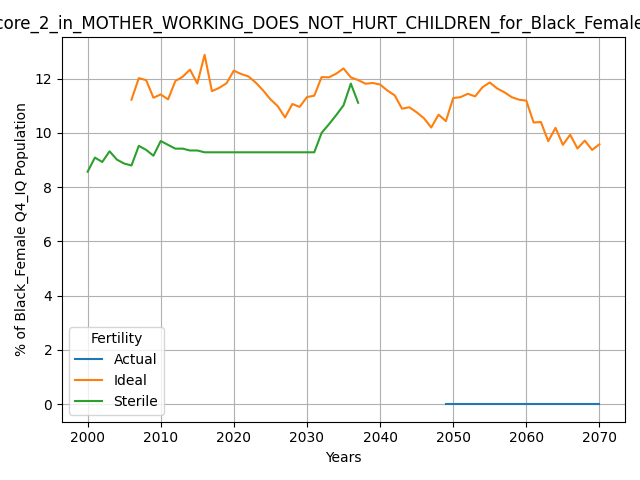 core_2_in_MOTHER_WORKING_DOES_NOT_HURT_CHILDREN_for_Black_Female
% of Black_Female Q4_IQ Population
12
10
8
6
4
2
0
Fertility
Actual
Ideal
Sterile
2000 2010 2020 2030 2040 2050 2060 2070
Years